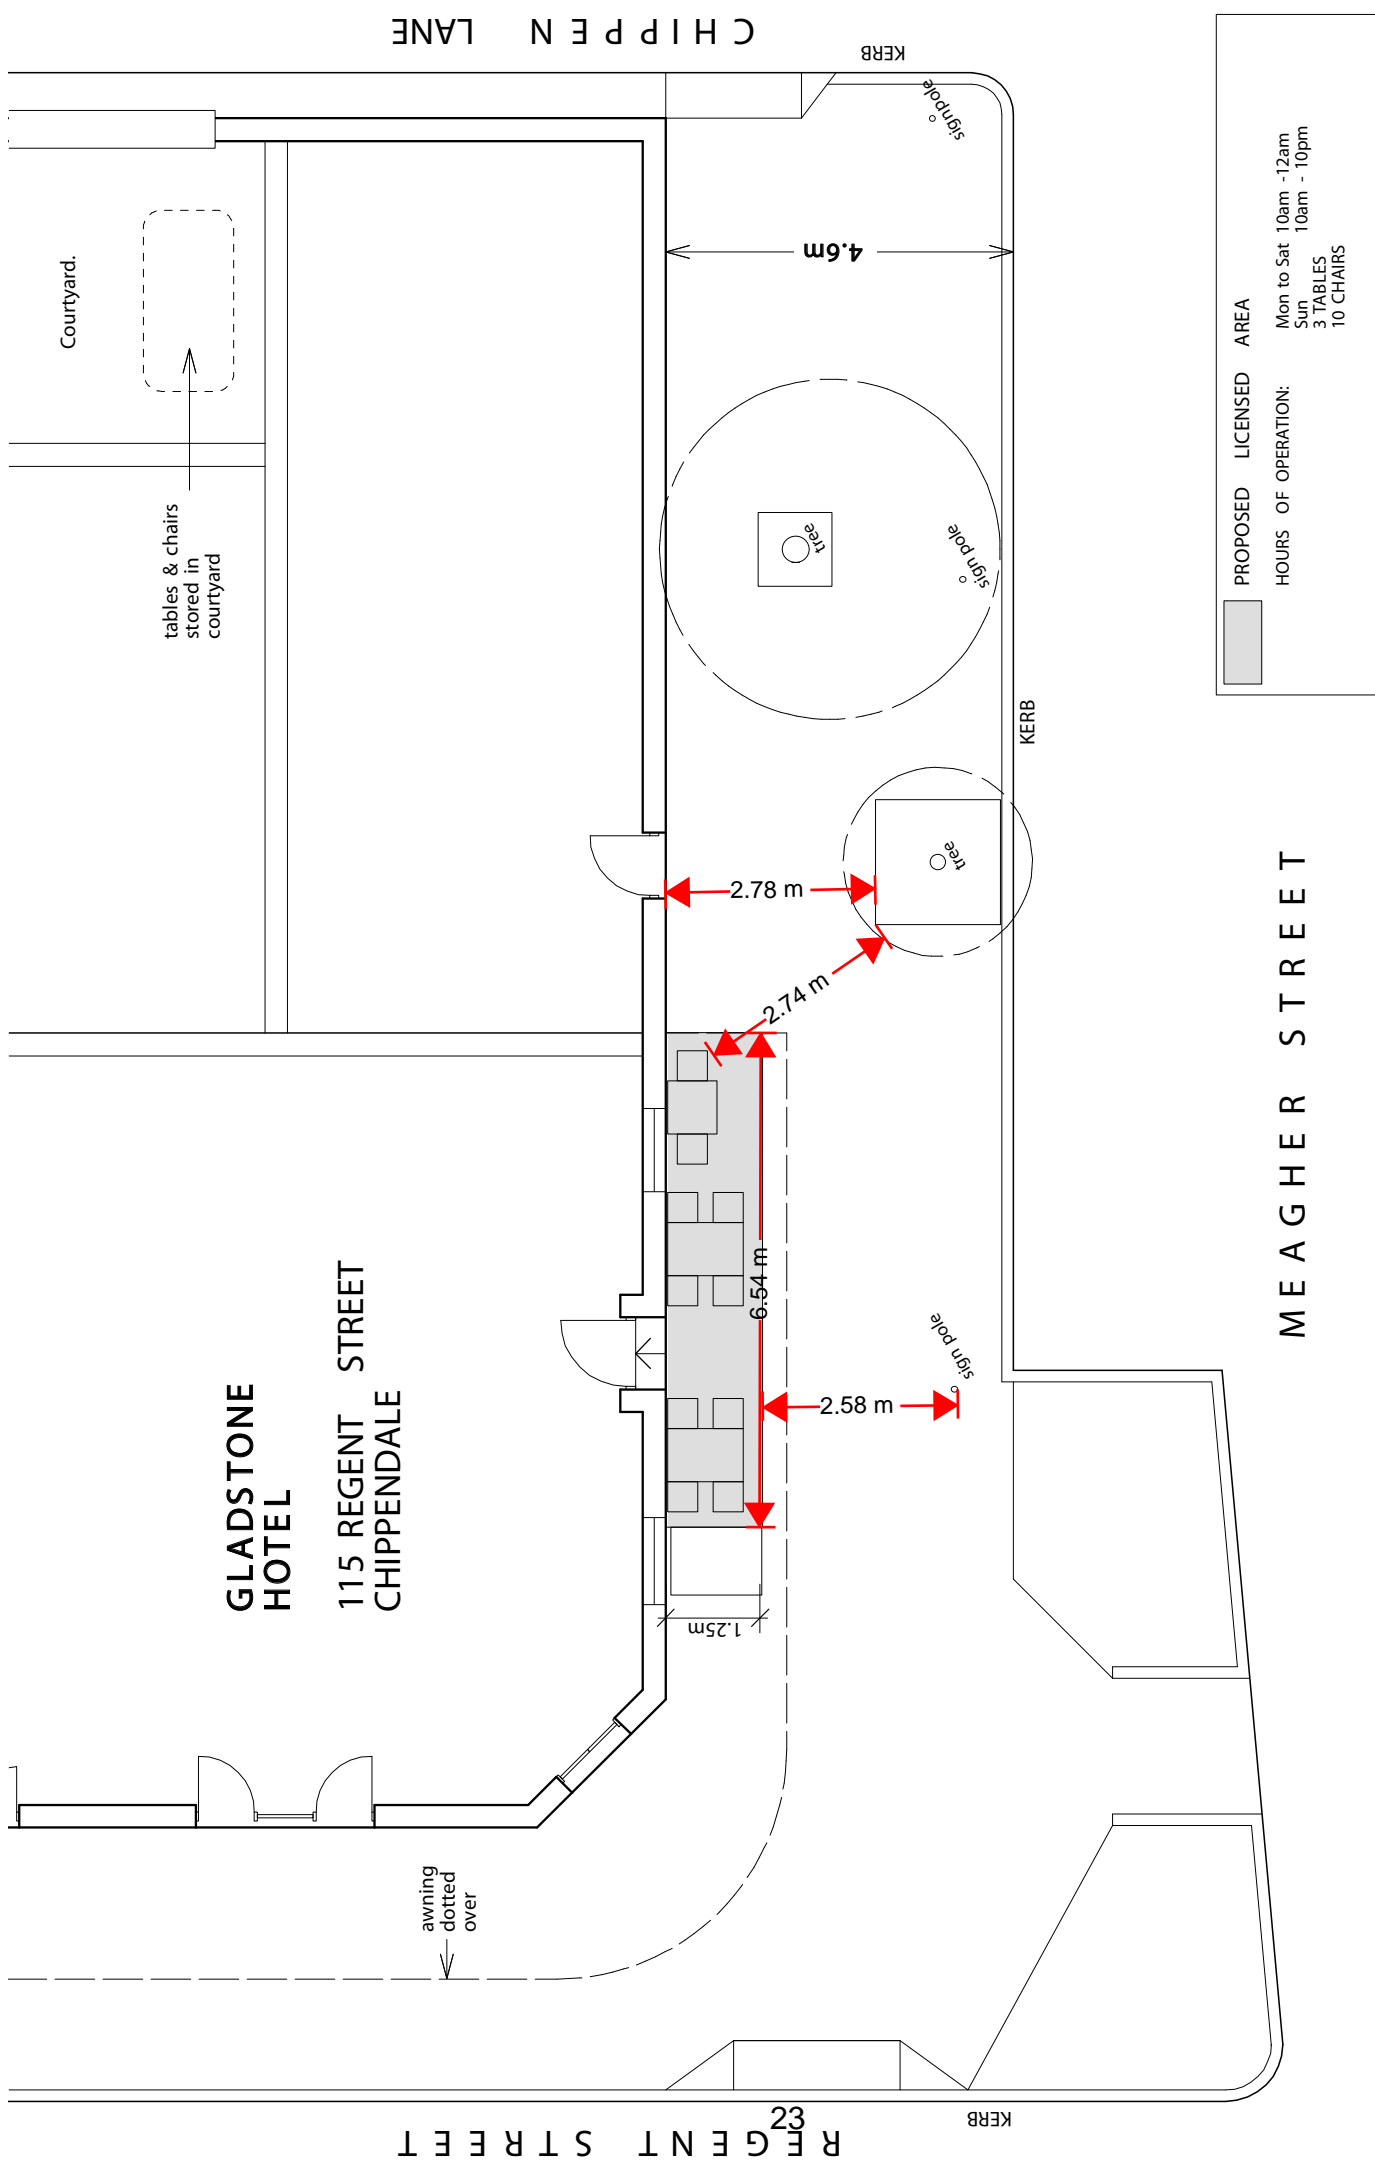 CHIPPEN LANE
KERB
sign pole
Courtyard.
4.6m
tables & chairs
stored in
courtyard
tree
sign pole
KERB
tree
2.78 m
2.74 m
6.54 m
sign pole
2.58 m
1.25m
GLADSTONE
HOTEL
115 REGENT STREET
CHIPPENDALE
awning
dotted
over
MEAGHER STREET
PROPOSED LICENSED AREA
HOURS OF OPERATION: Mon to Sat 10am -12am
Sun 10am - 10pm
3 TABLES
10 CHAIRS
KERB
23
REGENT STREET